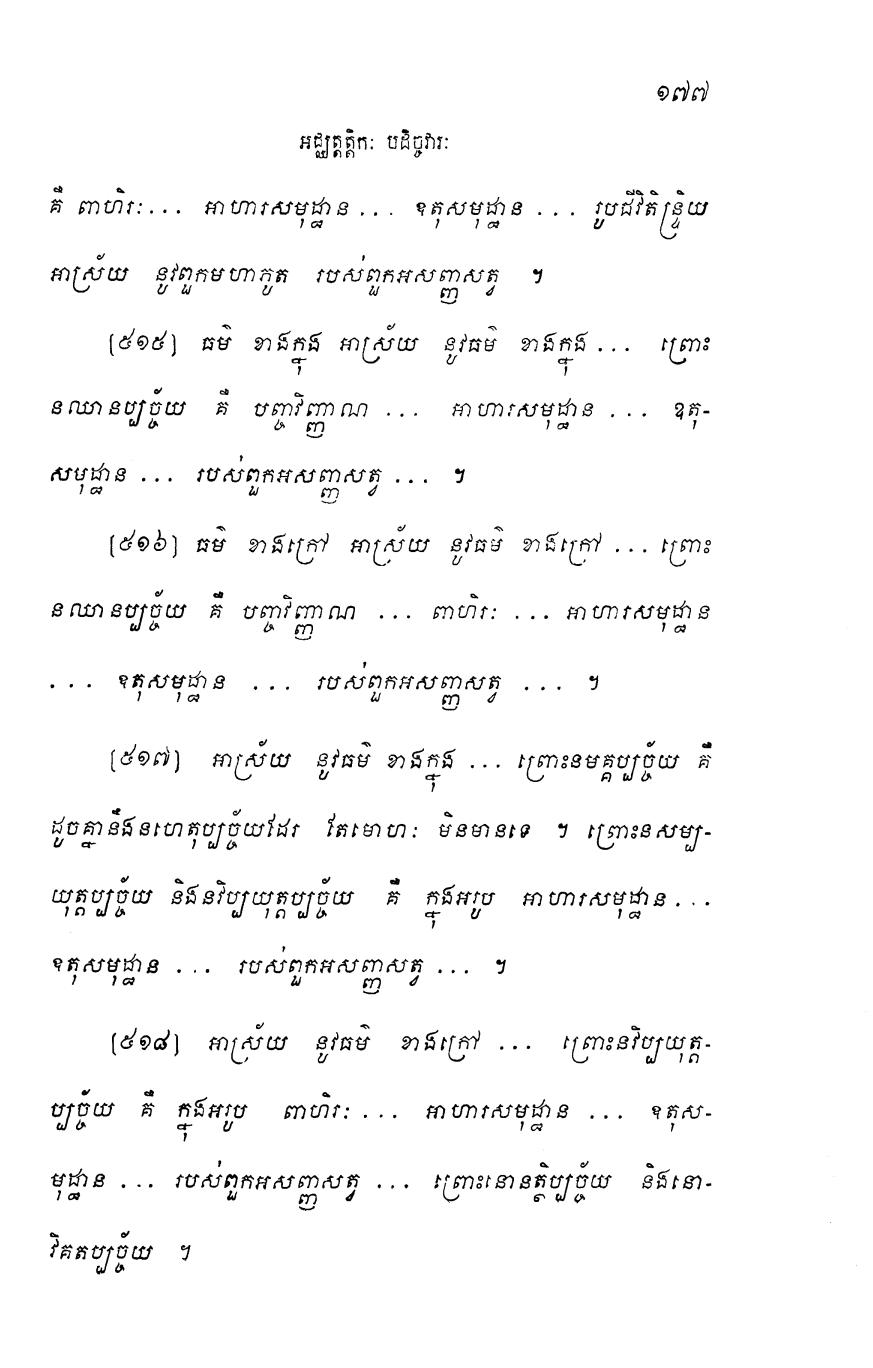 ១៧៧
អជ្ឈត្តត្តិកៈ បដិច្ចវារៈ
គឺ ពាហិរៈ... អាហារសមុដ្ឋាន ... ឧតុសមុដ្ឋាន ... រូបជីវិតិន្ទ្រិយ
អាស្រ័យ នូវពួកមហាភូត របស់ពួកអសញ្ញសត្វ ។
[៥១៥] ធម៌ ខាងក្នុង អាស្រ័យ នូវធម៌ ខាងក្នុង ... ព្រោះ
នឈានប្បច្ច័យ គឺ បញ្ចវិញ្ញាណ ... អាហារសមុដ្ឋាន ... ឧតុ-
សមុដ្ឋាន ... របស់ពួកអសញ្ញសត្វ ... ។
[៥១៦] ធម៌ ខាងក្រៅ អាស្រ័យ នូវធម៌ ខាងក្រៅ ... ព្រោះ
នឈានប្បច្ច័យ គឺ បញ្ចវិញ្ញាណ ... ពាហិរៈ ... អាហារសមុដ្ឋាន
... ឧតុសមុដ្ឋាន ... របស់ពួកអសញ្ញសត្វ ... ។
[៥១៧] អាស្រ័យ នូវធម៌ ខាងក្នុង ... ព្រោះនមគ្គប្បច្ច័យ គឺ
ដូចគ្នានឹងនហេតុប្បច្ច័យដែរ តែមោហៈ មិនមានទេ ។ ព្រោះនសម្ប-
យុត្តប្បច្ច័យ និងនវិប្បយុត្តប្បច្ច័យ គឺ ក្នុងអរូប អាហារសមុដ្ឋាន...
ឧតុសមុដ្ឋាន ... របស់ពួកអសញ្ញសត្វ ... ។
[៥១៨] អាស្រ័យ នូវធម៌ ខាងក្រៅ ... ព្រោះនវិប្បយុត្ត-
ប្បច្ច័យ គឺ ក្នុងអរូប ពាហិរៈ ... អាហារសមុដ្ឋាន ... ឧតុស-
មុដ្ឋាន ... របស់ពួកអសញ្ញសត្វ ... ព្រោះនោនត្ថិប្បច្ច័យ និងនោ-
វិគតប្បច្ច័យ ។